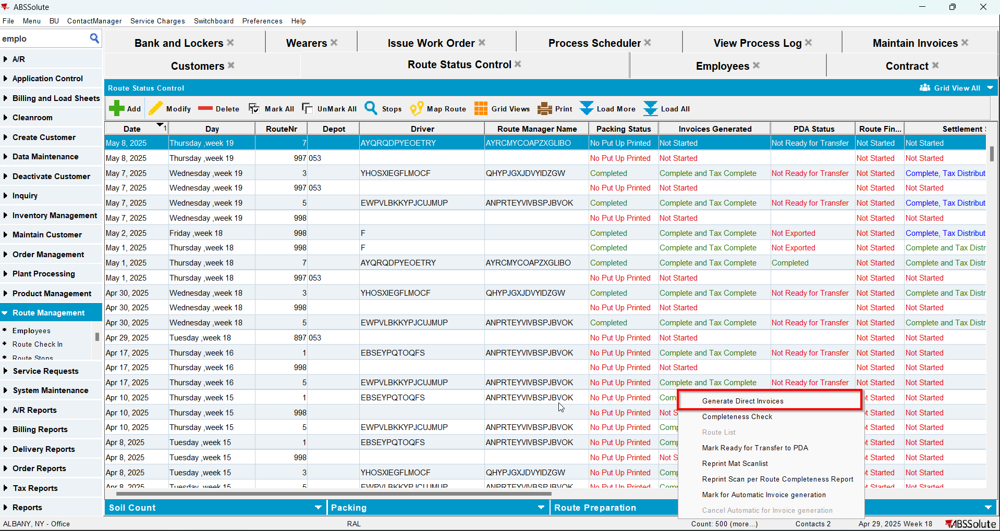 ABSSolute
File Menu BU ContactManager Service Charges Switchboard Preferences Help
emplo
Bank and Lockers Wearers Issue Work Order Process Scheduler View Process Log Maintain Invoices
Customers Route Status Control Employees Contract
Route Status Control Grid View All
Add Modify Delete Mark All UnMark All Stops Map Route Grid Views Print Load More Load All
A/R
Application Control
Billing and Load Sheets
Cleanroom
Create Customer
Data Maintenance
Deactivate Customer
Inquiry
Inventory Management
Maintain Customer
Order Management
Plant Processing
Product Management
Route Management
Employees
Route Check In
Route Stops
Service Requests
System Maintenance
A/R Reports
Billing Reports
Delivery Reports
Order Reports
Tax Reports
Reports
Date 1 Day RouteNr Depot Driver Route Manager Name Packing Status Invoices Generated PDA Status Route Fin... Settlement
May 8, 2025 Thursday ,week 19 7 AYQRQDPYEOETRY AYRCMYCOAPZXGLIBO No Put Up Printed Not Started Not Ready for Transfer Not Started Not Started
May 8, 2025 Thursday ,week 19 997 053 No Put Up Printed Not Started Not Started Not Started
May 7, 2025 Wednesday ,week 19 3 YHOSXIEGFLMOCF QHYPJGXJDVYIDZGW Completed Complete and Tax Complete Not Ready for Transfer Not Started Complete, Tax Distribut
May 7, 2025 Wednesday ,week 19 997 053 No Put Up Printed Not Started Not Started Not Started
May 7, 2025 Wednesday ,week 19 5 EWPVLBKKYPJCUJMUP ANPRTEYVIVBSPJBVOK Completed Complete and Tax Complete Not Ready for Transfer Not Started Complete, Tax Distribut
May 7, 2025 Wednesday ,week 19 998 No Put Up Printed Not Started Not Started Not Started
May 2, 2025 Friday ,week 18 998 F Completed Complete and Tax Complete Not Exported Not Started Complete, Tax Distribut
May 1, 2025 Thursday ,week 18 998 F Completed Complete and Tax Complete Not Exported Not Started Complete and Tax Distr
May 1, 2025 Thursday ,week 18 7 AYQRQDPYEOETRY AYRCMYCOAPZXGLIBO Completed Complete and Tax Complete Completed Not Started Complete and Tax Distr
May 1, 2025 Thursday ,week 18 997 053 No Put Up Printed Not Started Not Started Not Started
Apr 30, 2025 Wednesday ,week 18 3 YHOSXIEGFLMOCF QHYPJGXJDVYIDZGW Completed Complete and Tax Complete Not Ready for Transfer Not Started Complete and Tax Distr
Apr 30, 2025 Wednesday ,week 18 998 No Put Up Printed Not Started Not Started Not Started
Apr 30, 2025 Wednesday ,week 18 5 EWPVLBKKYPJCUJMUP ANPRTEYVIVBSPJBVOK Completed Complete and Tax Complete Not Ready for Transfer Not Started Complete and Tax Distr
Apr 29, 2025 Tuesday ,week 18 897 053 No Put Up Printed Not Started Not Started Not Started
Apr 17, 2025 Thursday ,week 16 1 EBSEYPQTOQFS ANPRTEYVIVBSPJBVOK No Put Up Printed Complete and Tax Complete Not Ready for Transfer Not Started Not Started
Apr 17, 2025 Thursday ,week 16 998 No Put Up Printed Not Started Not Started Not Started
Apr 17, 2025 Thursday ,week 16 5 EWPVLBKKYPJCUJMUP ANPRTEYVIVBSPJBVOK No Put Up Printed Complete and Tax Complete Not Ready for Transfer Not Started Not Started
Apr 10, 2025 Thursday ,week 15 1 EBSEYPQTOQFS ANPRTEYVIVBSPJBVOK No Put Up Printed Com t Started Not Started
Apr 10, 2025 Thursday ,week 15 998 No Put Up Printed Not S t Started Not Started
Apr 10, 2025 Thursday ,week 15 5 EWPVLBKKYPJCUJMUP ANPRTEYVIVBSPJBVOK No Put Up Printed Com t Started Not Started
Apr 8, 2025 Tuesday ,week 15 1 EBSEYPQTOQFS ANPRTEYVIVBSPJBVOK No Put Up Printed Com t Started Not Started
Apr 8, 2025 Tuesday ,week 15 998 No Put Up Printed Not S t Started Not Started
Apr 8, 2025 Tuesday ,week 15 3 YHOSXIEGFLMOCF QHYPJGXJDVYIDZGW No Put Up Printed Com t Started Not Started
Apr 8, 2025 Tuesday ,week 15 5 EWPVLBKKYPJCUJMUP ANPRTEYVIVBSPJBVOK No Put Up Printed Com t Started Not Started
Generate Direct Invoices
Completeness Check
Route List
Mark Ready for Transfer to PDA
Reprint Mat Scanlist
Reprint Scan per Route Completeness Report
Mark for Automatic Invoice generation
Cancel Automatic for Invoice generation
Soil Count Packing Route Preparation
ALBANY, NY - Office RAL Count: 500 (more...) Contacts 2 Apr 29, 2025 Week 18 ABSSolute